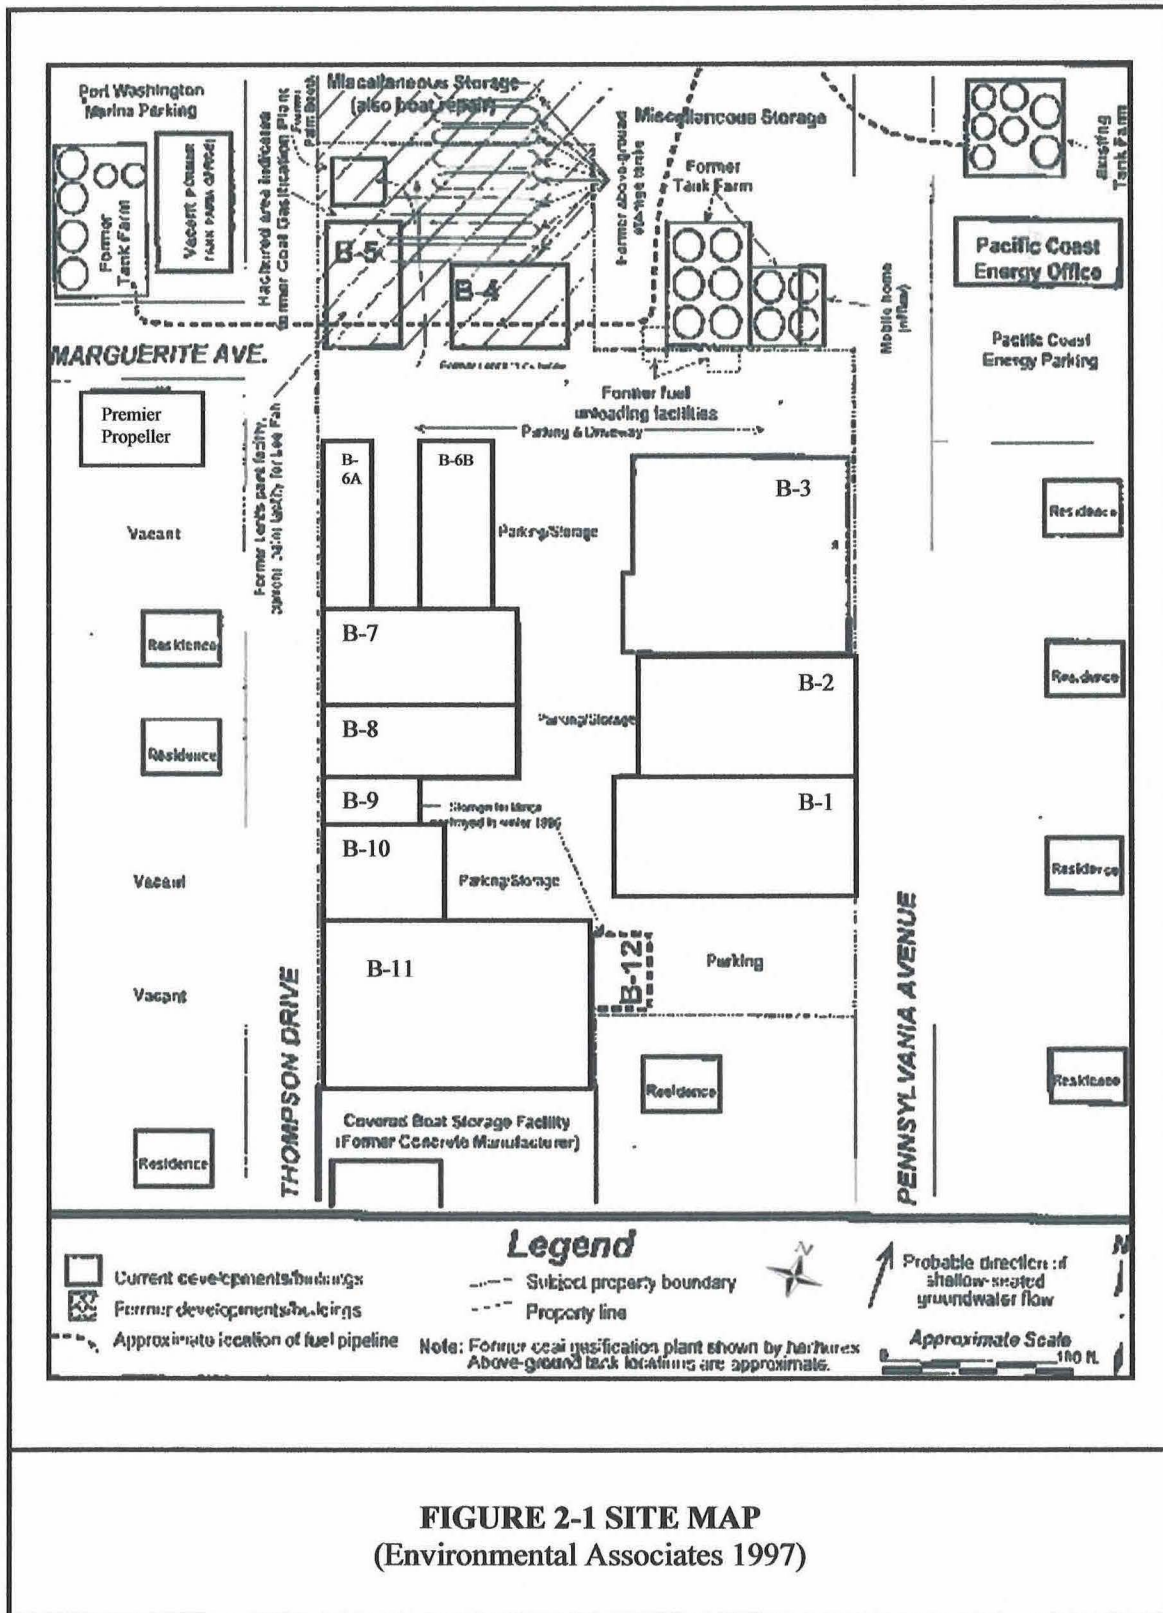 Port Washington
Marina Parking
Former
Tank Farm
Miscellaneous Storage
(also boat repair)
Hachured area indicates
former Coal Gasification Plant
Former above-ground
storage tanks
Miscellaneous Storage
Former
Tank Farm
Existing
Tank Farm
Pacific Coast
Energy Office
Mobile home
(office)
Pacific Coast
Energy Parking
B-5
B-4
MARGUERITE AVE.
Premier
Propeller
Former fuel
unloading facilities
Parking & Driveway
B-
6A
B-6B
B-3
Parking/Storage
Vacant
Residence
Residence
B-7
Residence
B-2
Parking/Storage
B-8
Residence
B-9
B-1
B-10
Parking/Storage
Vacant
Residence
B-11
B-12
Parking
Vacant
THOMPSON DRIVE
PENNSYLVANIA AVENUE
Residence
Residence
Covered Boat Storage Facility
(Former Concrete Manufacturer)
Residence
Legend
Current developments/buildings
Former developments/buildings
Approximate location of fuel pipeline
Subject property boundary
Property line
Note: Former coal gasification plant shown by hachures
Above-ground tank locations are approximate.
N
Probable direction of
shallow-seated
groundwater flow
N
Approximate Scale
0 100 ft.
FIGURE 2-1 SITE MAP
(Environmental Associates 1997)